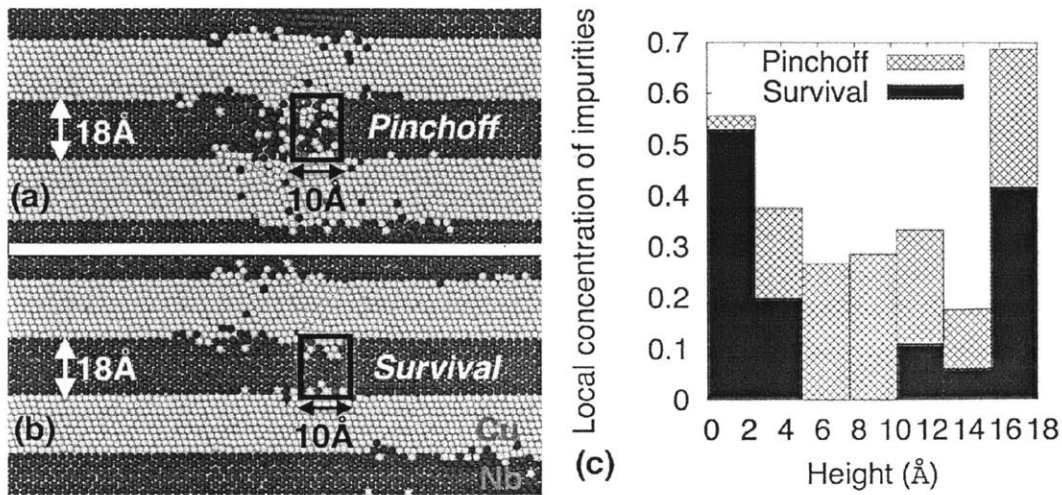 18Å
Pinchoff
(a)
10Å
18Å
Survival
(b)
10Å
Cu
Nb
Local concentration of impurities
0.7
0.6
0.5
0.4
0.3
0.2
0.1
0
Pinchoff
Survival
0 2 4 6 8 10 12 14 16 18
(c)
Height (Å)